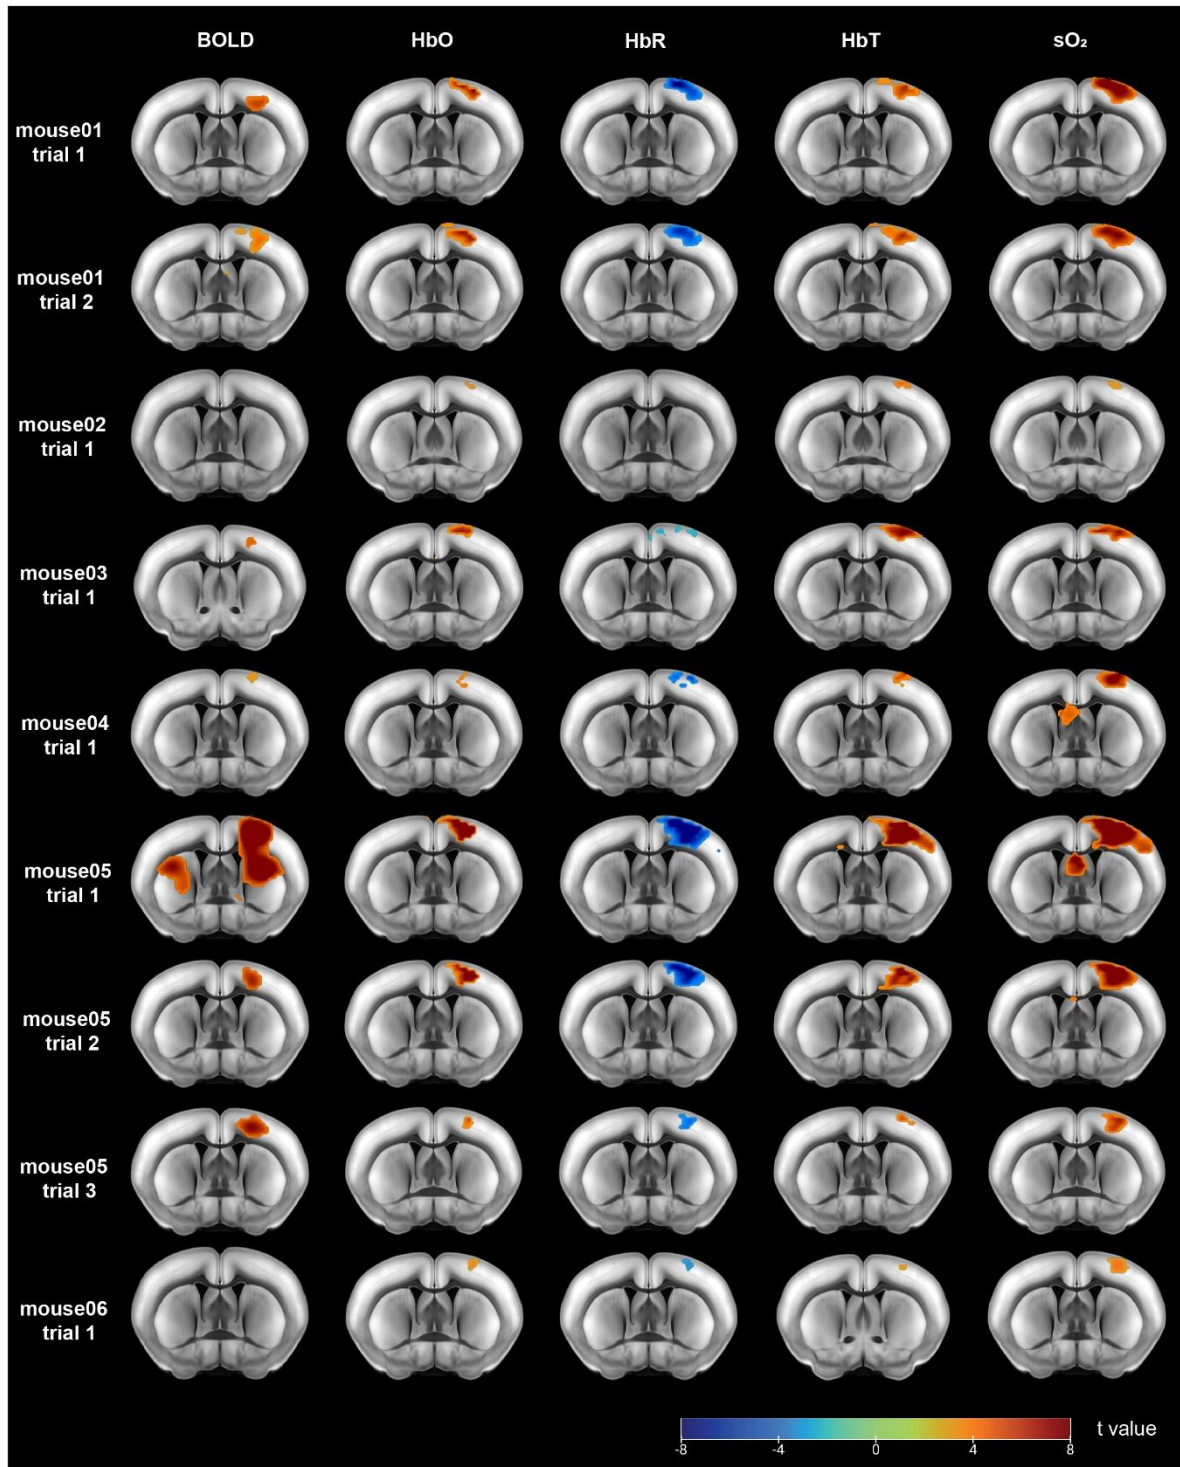 BOLD HbO HbR HbT sO₂
mouse01
trial 1
mouse01
trial 2
mouse02
trial 1
mouse03
trial 1
mouse04
trial 1
mouse05
trial 1
mouse05
trial 2
mouse05
trial 3
mouse06
trial 1
t value
-8 -4 0 4 8